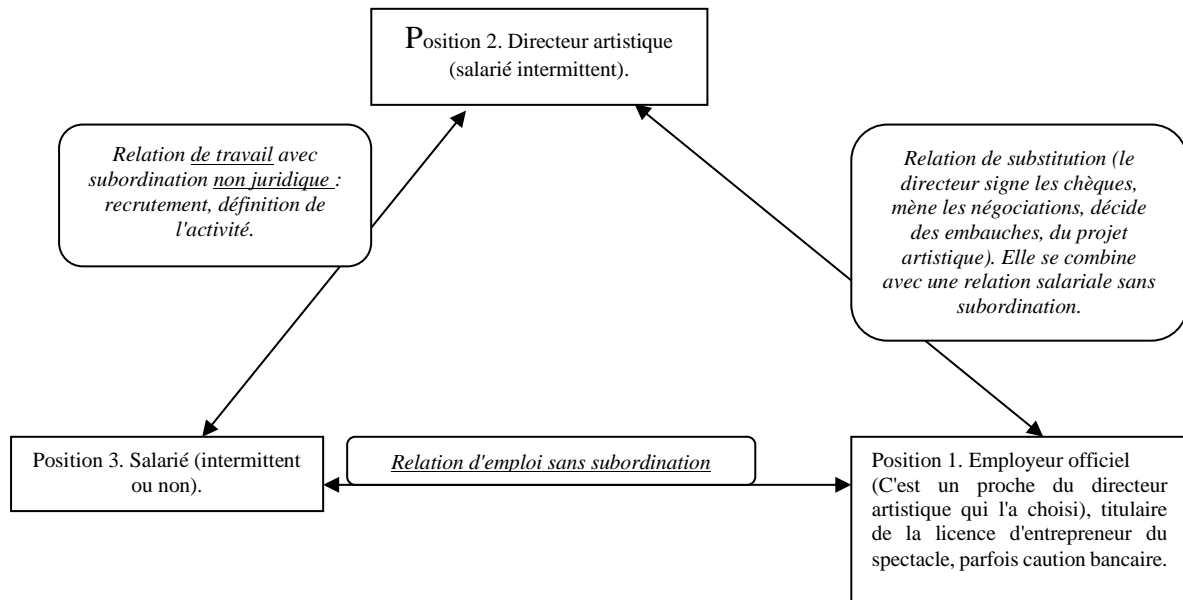 Position 2. Directeur artistique
(salarié intermittent).
Relation de travail avec
subordination non juridique :
recrutement, définition de
l'activité.
Relation de substitution (le
directeur signe les chèques,
mène les négociations, décide
des embauches, du projet
artistique). Elle se combine
avec une relation salariale sans
subordination.
Position 3. Salarié (intermittent
ou non).
Relation d'emploi sans subordination
Position 1. Employeur officiel
(C'est un proche du directeur
artistique qui l'a choisi), titulaire
de la licence d'entrepreneur du
spectacle, parfois caution bancaire.